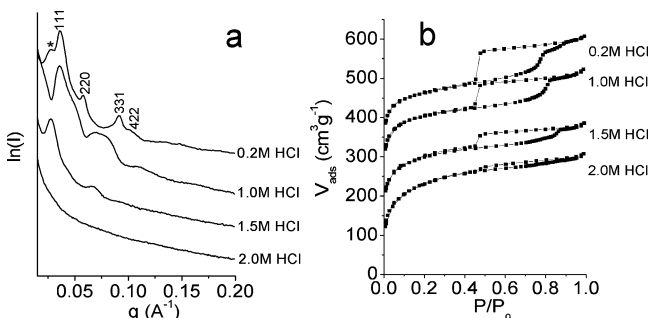 a
*
111
220
331
422
0.2M HCl
1.0M HCl
1.5M HCl
2.0M HCl
ln(I)
0.05
0.10
0.15
0.20
q (A⁻¹)
b
0.2M HCl
1.0M HCl
1.5M HCl
2.0M HCl
V_ads (cm³g⁻¹)
600
500
400
300
200
100
0
0.0
0.2
0.4
0.6
0.8
1.0
P/P₀